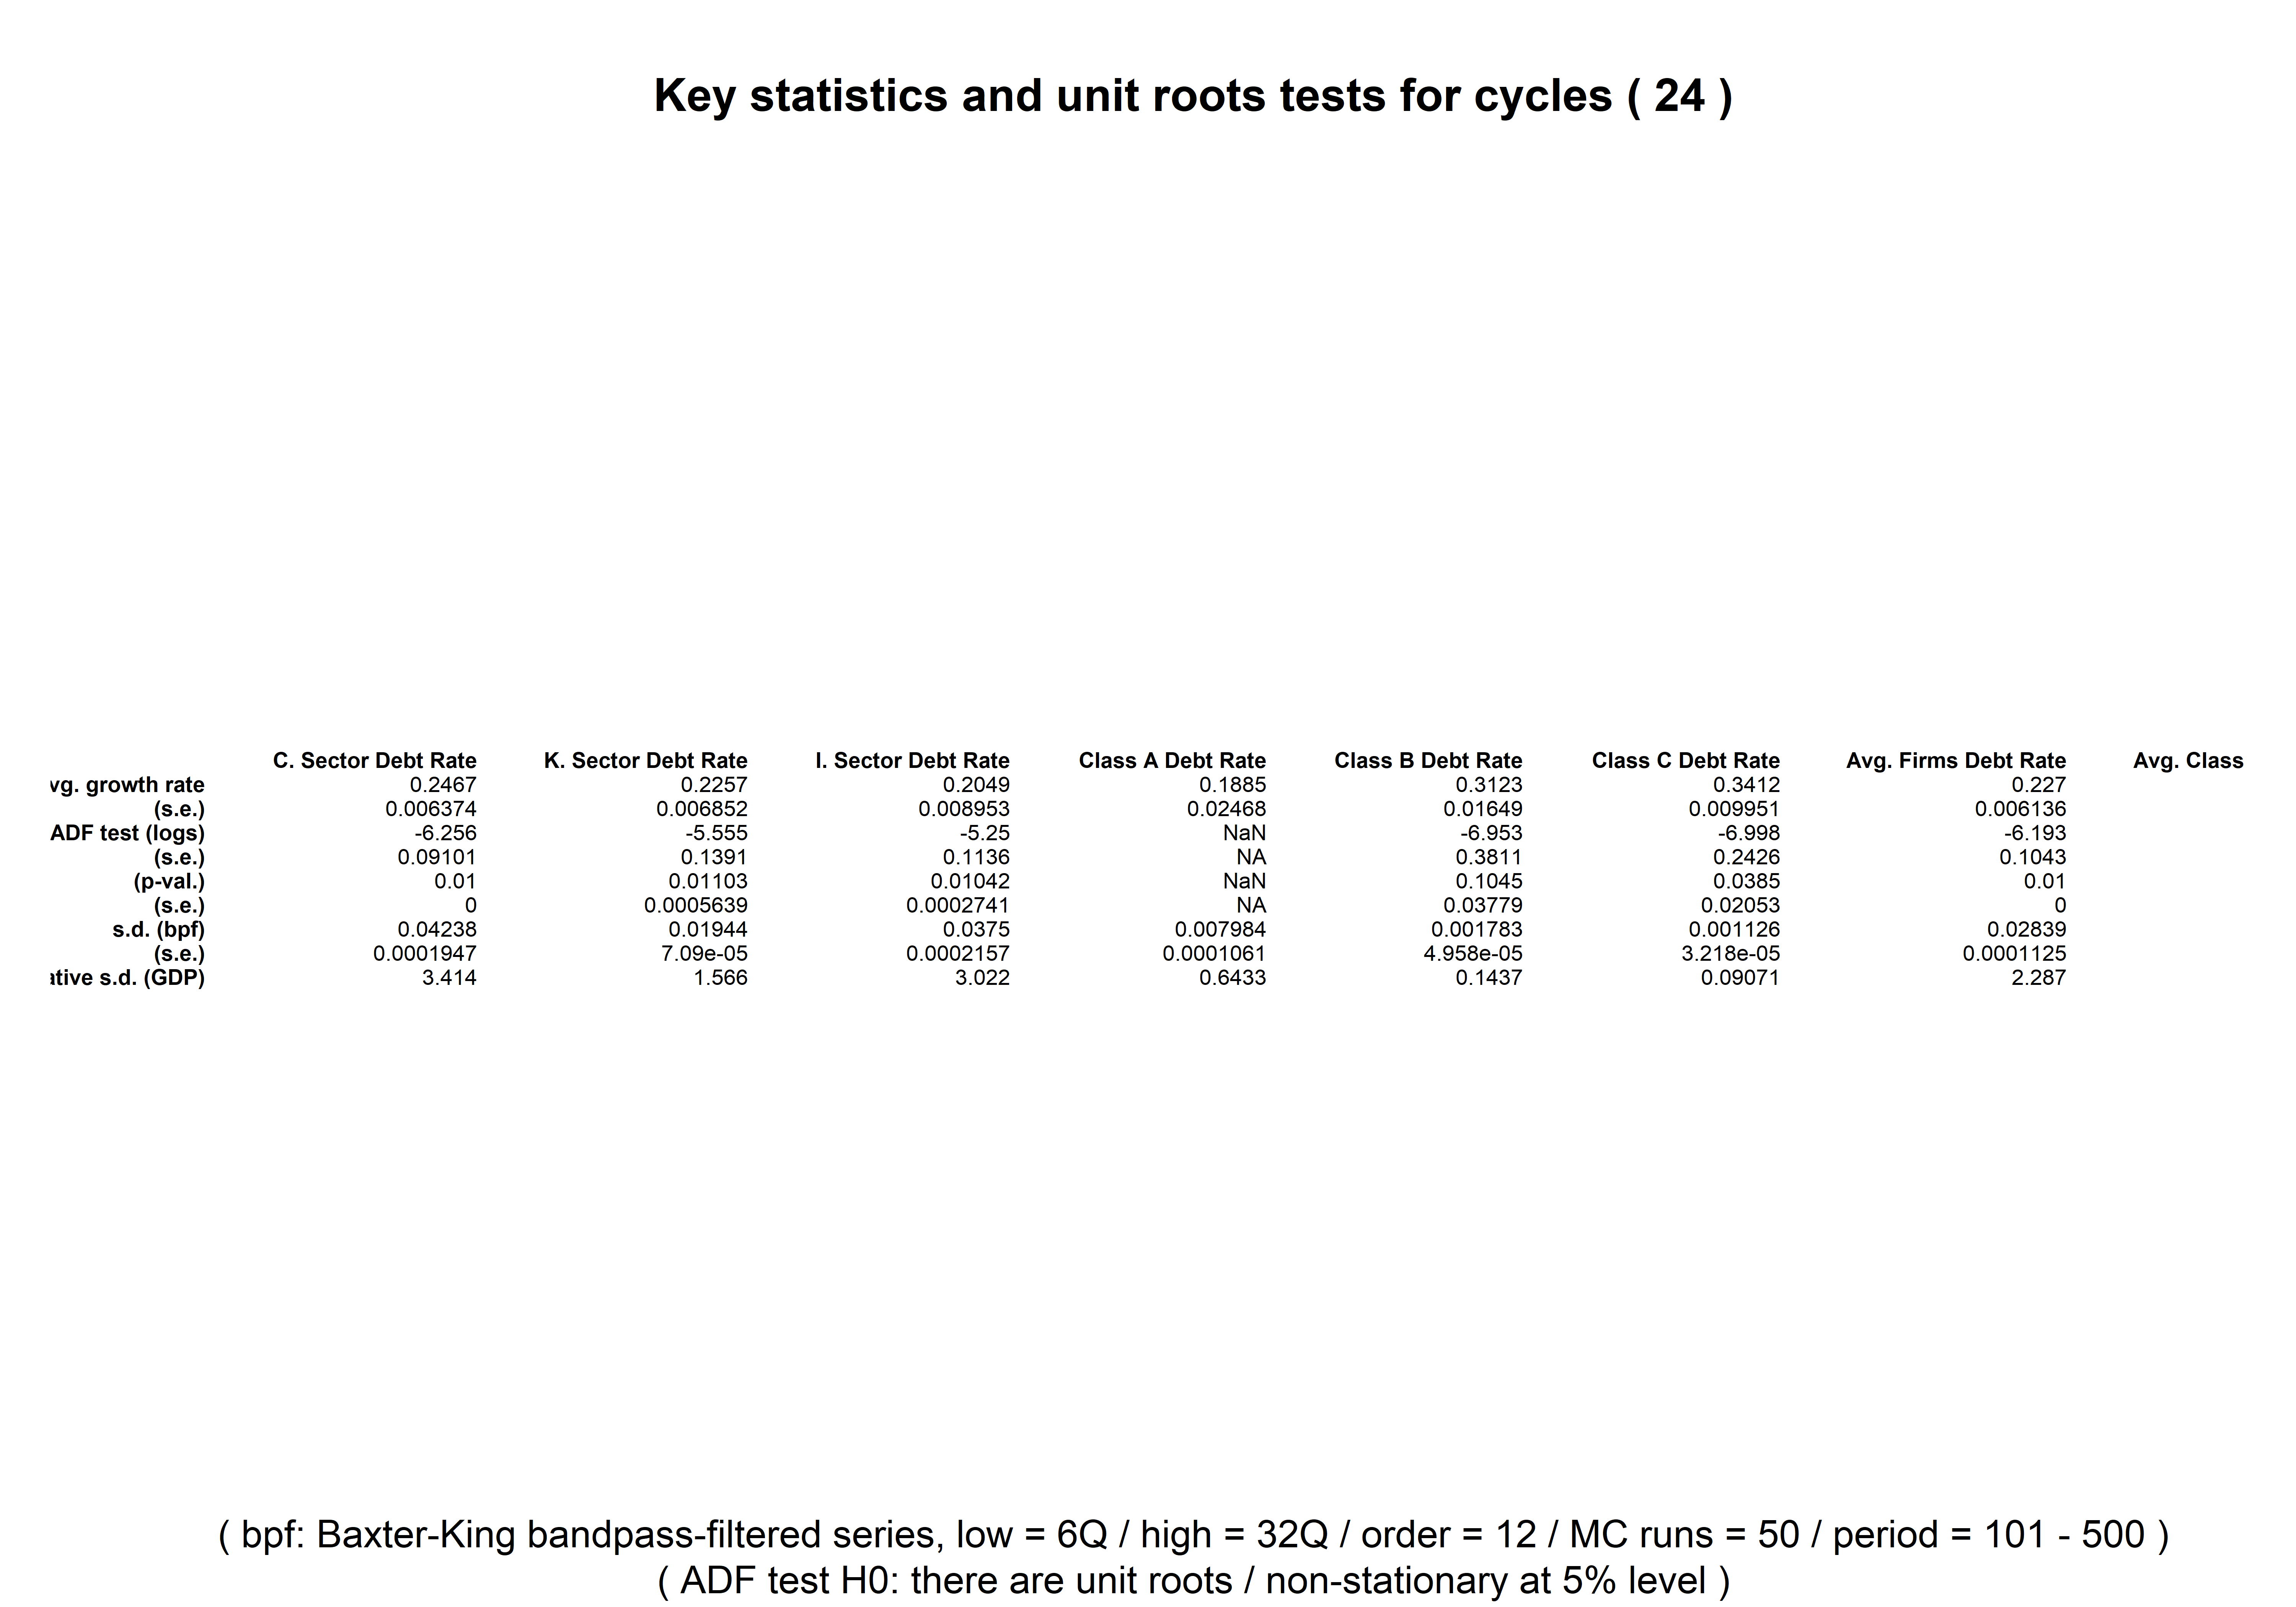 Key statistics and unit roots tests for cycles ( 24 )
C. Sector Debt Rate K. Sector Debt Rate I. Sector Debt Rate Class A Debt Rate Class B Debt Rate Class C Debt Rate Avg. Firms Debt Rate Avg. Class
vg. growth rate 0.2467 0.2257 0.2049 0.1885 0.3123 0.3412 0.227
(s.e.) 0.006374 0.006852 0.008953 0.02468 0.01649 0.009951 0.006136
ADF test (logs) -6.256 -5.555 -5.25 NaN -6.953 -6.998 -6.193
(s.e.) 0.09101 0.1391 0.1136 NA 0.3811 0.2426 0.1043
(p-val.) 0.01 0.01103 0.01042 NaN 0.1045 0.0385 0.01
(s.e.) 0 0.0005639 0.0002741 NA 0.03779 0.02053 0
s.d. (bpf) 0.04238 0.01944 0.0375 0.007984 0.001783 0.001126 0.02839
(s.e.) 0.0001947 7.09e-05 0.0002157 0.0001061 4.958e-05 3.218e-05 0.0001125
ative s.d. (GDP) 3.414 1.566 3.022 0.6433 0.1437 0.09071 2.287
( bpf: Baxter-King bandpass-filtered series, low = 6Q / high = 32Q / order = 12 / MC runs = 50 / period = 101 - 500 )
( ADF test H0: there are unit roots / non-stationary at 5% level )